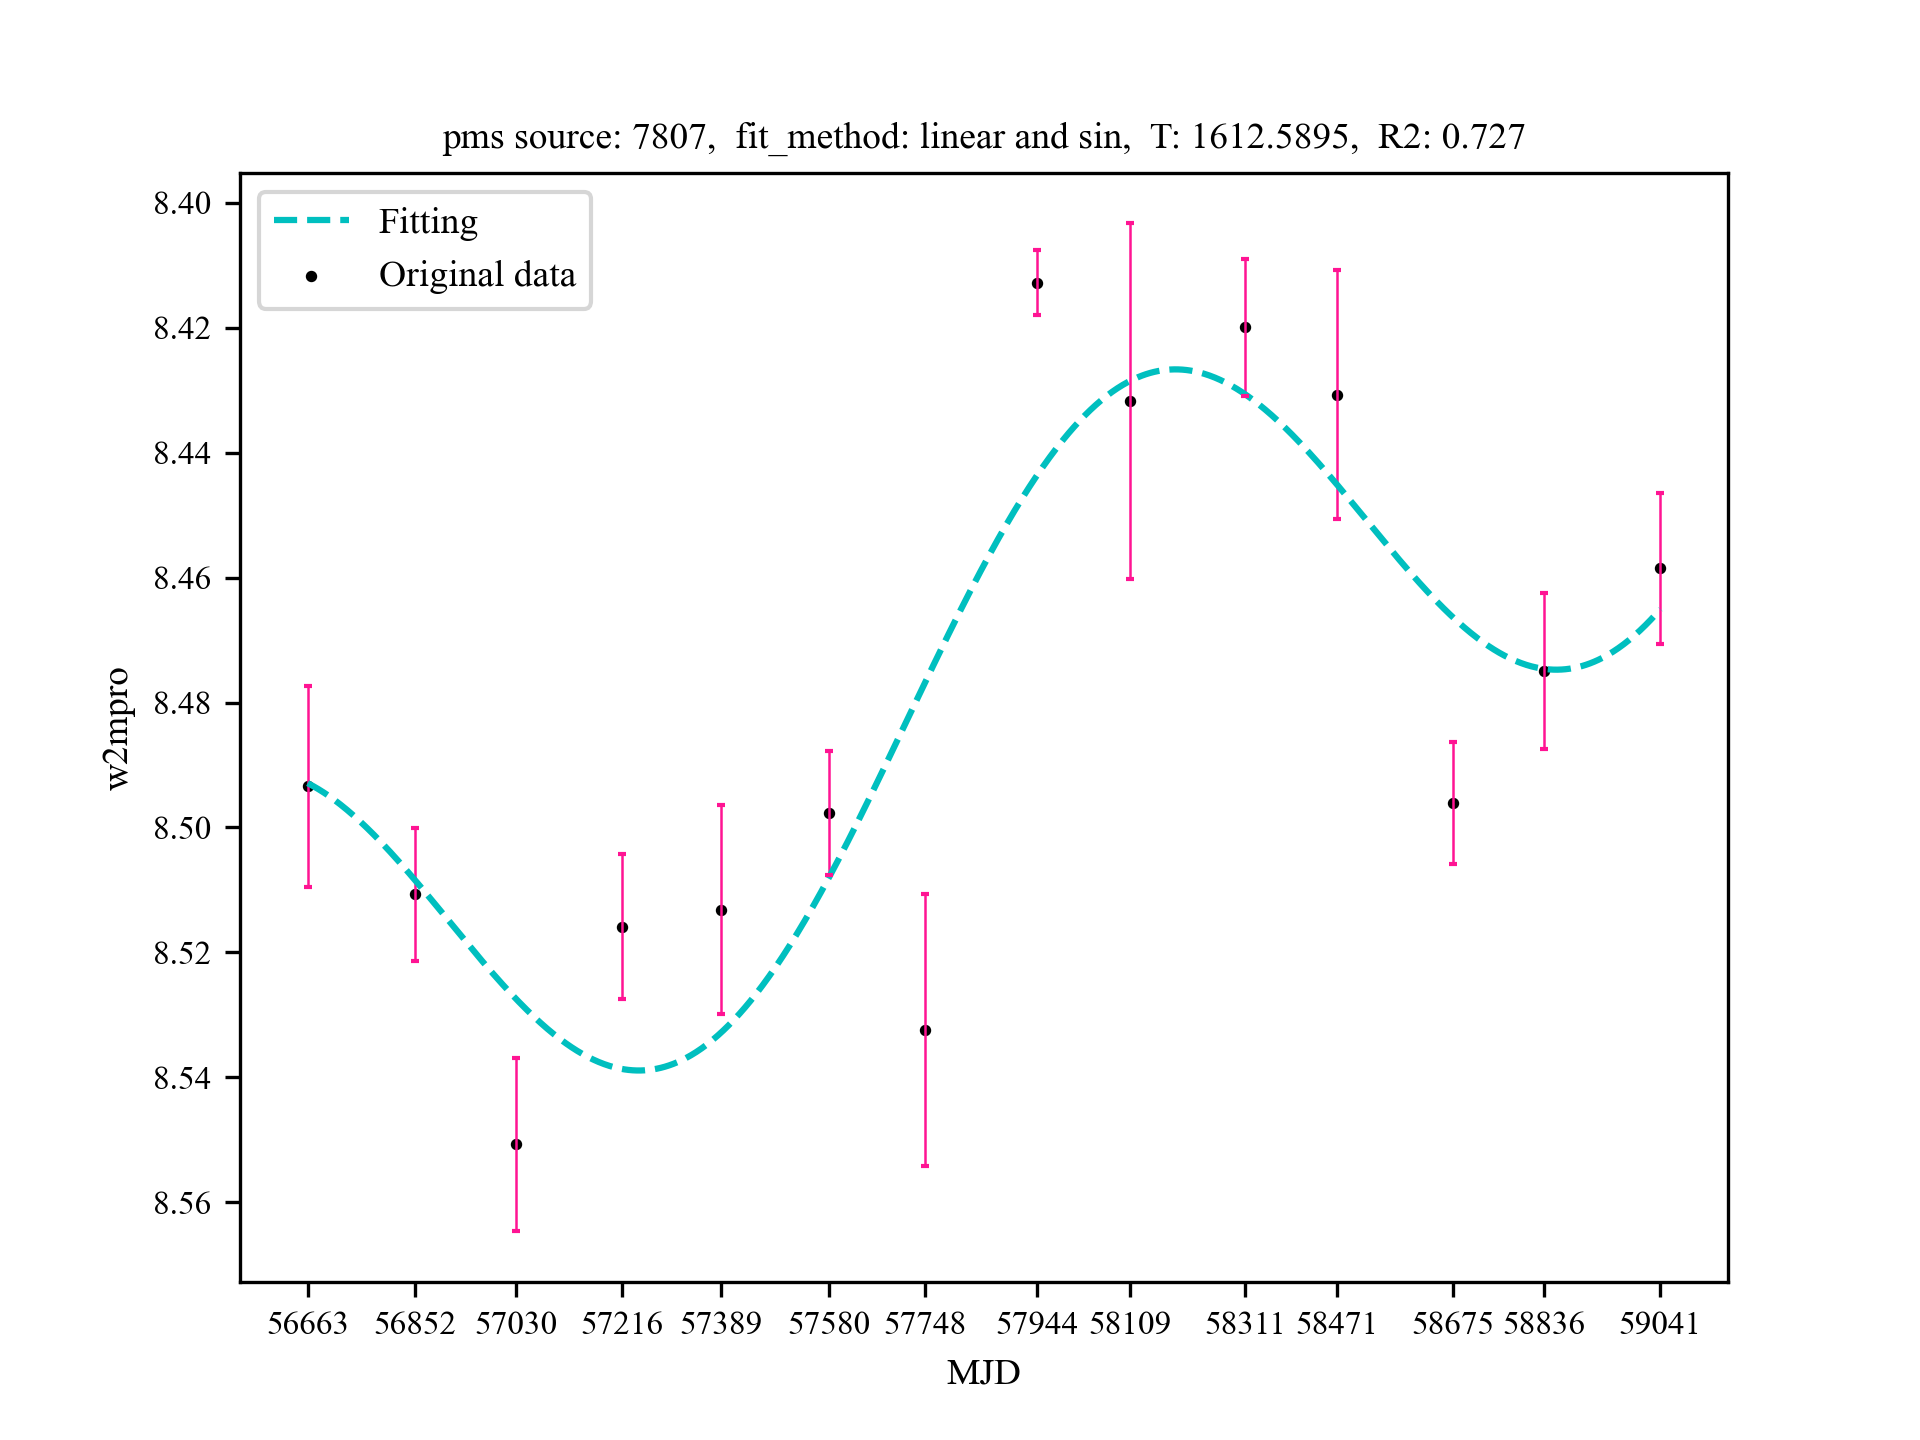 pms source: 7807, fit_method: linear and sin, T: 1612.5895, R2: 0.727
Fitting
Original data
8.40
8.42
8.44
8.46
8.48
8.50
8.52
8.54
8.56
w2mpro
56663 56852 57030 57216 57389 57580 57748 57944 58109 58311 58471 58675 58836 59041
MJD